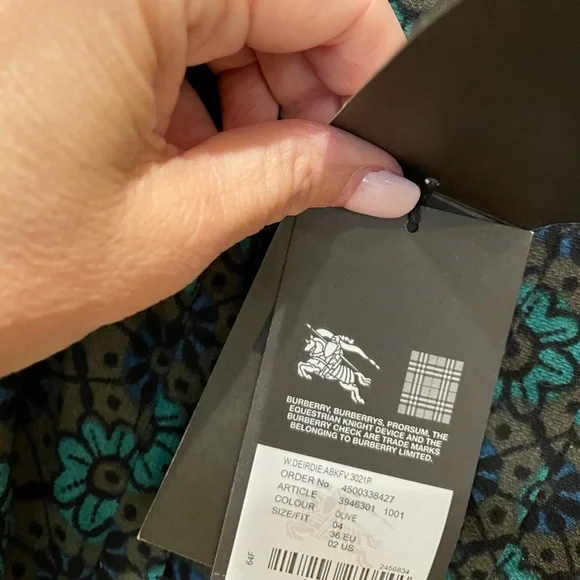 BURBERRY, BURBERRYS, PRORSUM, THE
EQUESTRIAN KNIGHT DEVICE AND THE
BURBERRY CHECK ARE TRADE MARKS
BELONGING TO BURBERRY LIMITED.
W:DEIRDIE:ABKFV:3021P
ORDER No 4500338427
ARTICLE 3946301 1001
COLOUR OLIVE
SIZE/FIT 04
36 EU
02 US
64F
2456834